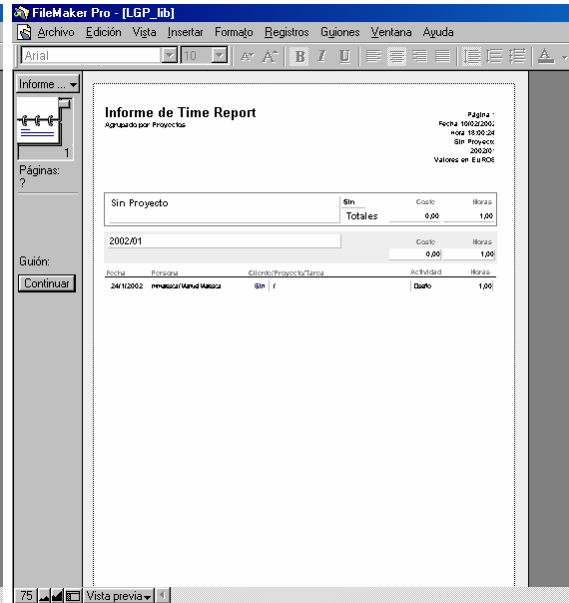 FileMaker Pro - [LGP_lib]
Archivo Edición Vista Insertar Formato Registros Guiones Ventana Ayuda
Arial 10 B I U
Informe ...
1
Páginas:
?
Guión:
Continuar
Informe de Time Report
Agrupado por Proyectos
Página
Fecha 10/02/2002
Hora 18:00:24
Sin Proyecto
2002/01
Valores en EuROS
Sin Proyecto
Sin
Totales
Coste Horas
0,00 1,00
2002/01
Coste Horas
0,00 1,00
Fecha Persona Cliente/Proyecto/Tarea Actividad Horas
24/1/2002 Sin / 1,00
75 Vista previa